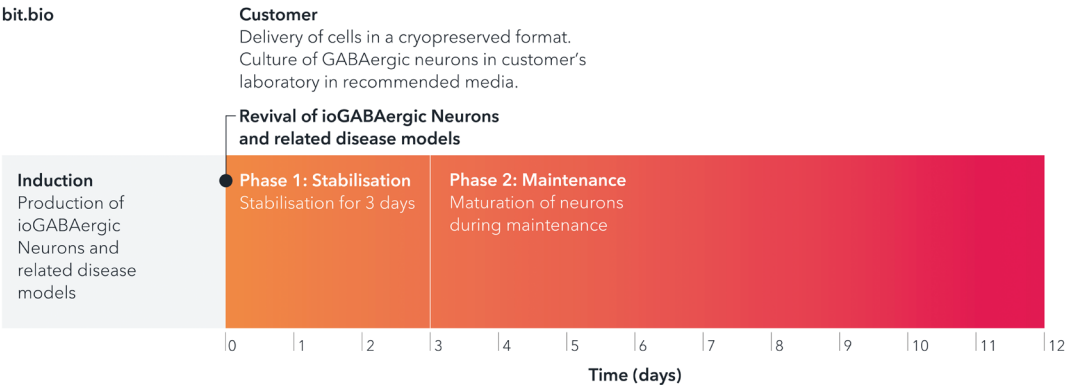 bit.bio
Customer
Delivery of cells in a cryopreserved format.
Culture of GABAergic neurons in customer’s
laboratory in recommended media.
Revival of ioGABAergic Neurons
and related disease models
Induction
Production of
ioGABAergic
Neurons and
related disease
models
Phase 1: Stabilisation
Stabilisation for 3 days
Phase 2: Maintenance
Maturation of neurons
during maintenance
0 1 2 3 4 5 6 7 8 9 10 11 12
Time (days)